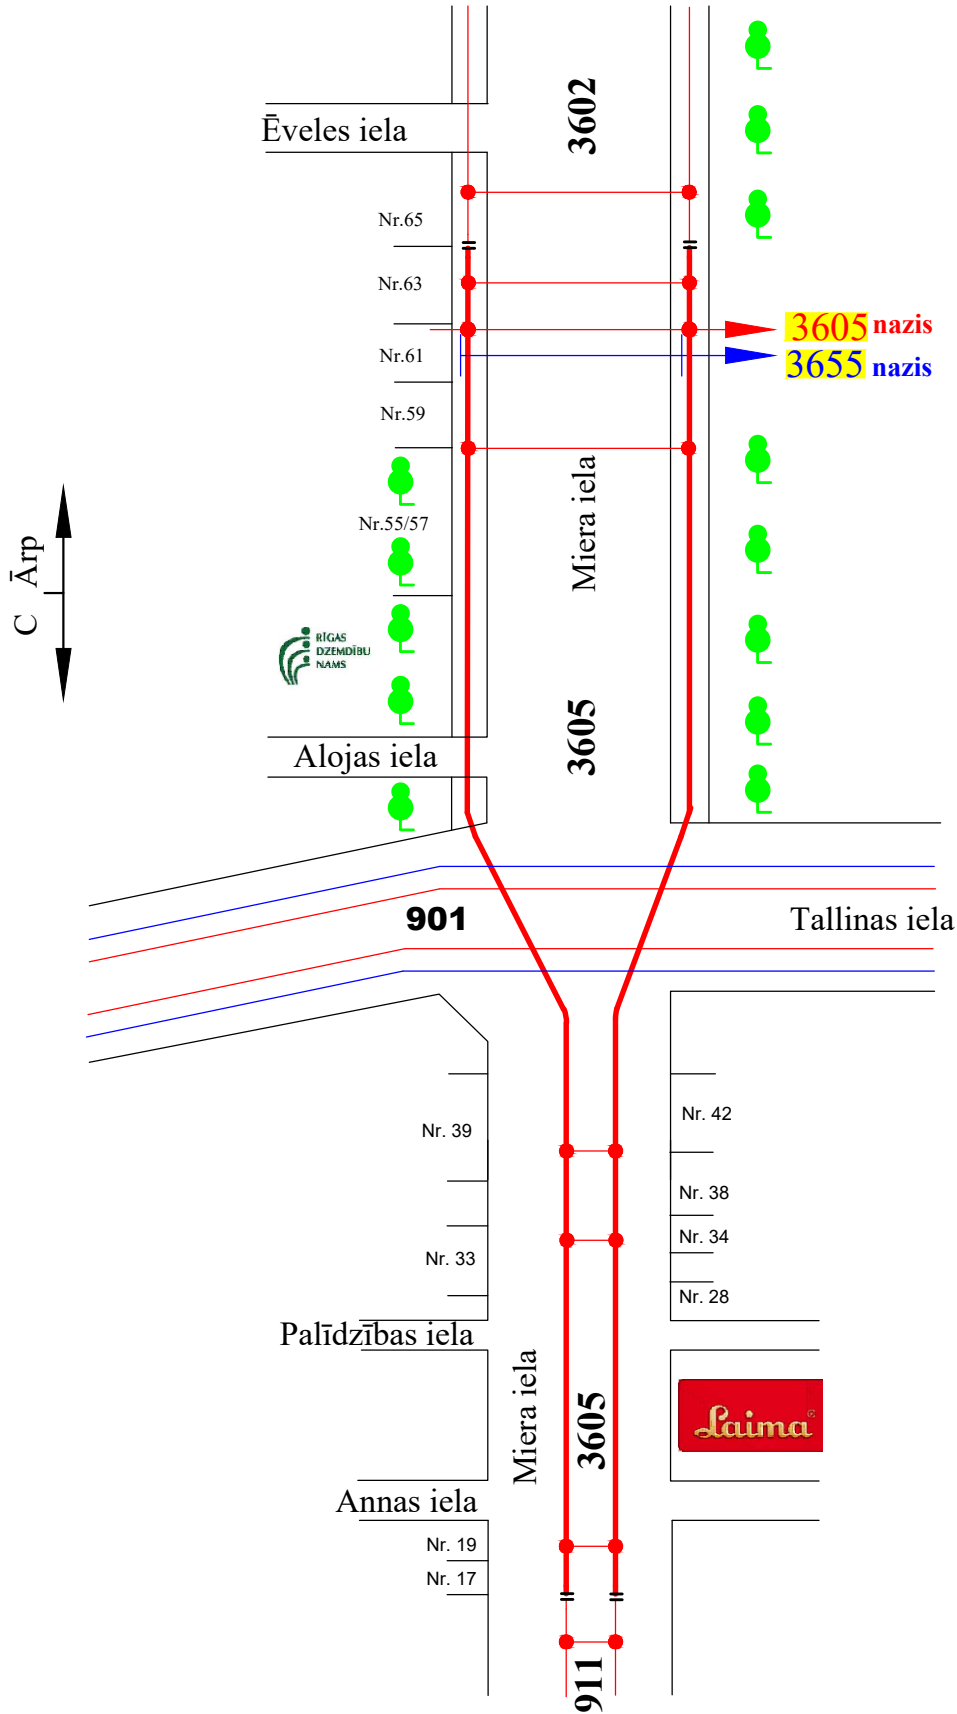 3602
Ēveles iela
Nr.65
Nr.63
3605 nazis
Nr.61
3655 nazis
Nr.59
Miera iela
Nr.55/57
C Ārp
RĪGAS
DZEMDĪBU
NAMS
3605
Alojas iela
901
Tallinas iela
Nr. 42
Nr. 39
Nr. 38
Nr. 34
Nr. 33
Nr. 28
Palīdzības iela
Miera iela
3605
Laima
Annas iela
Nr. 19
Nr. 17
911